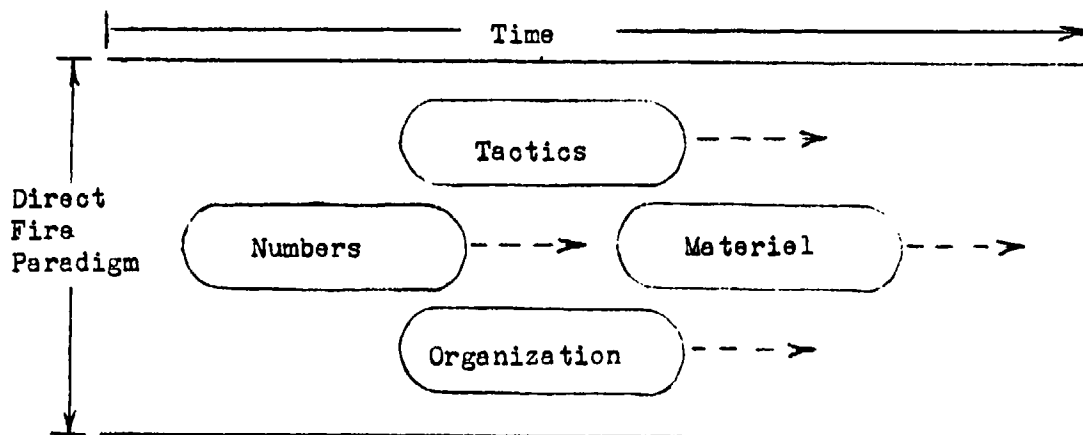 Time
Tactics
Direct
Fire
Paradigm
Numbers
Materiel
Organization